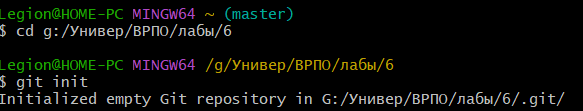 Legion@HOME-PC MINGW64 ~ (master)
$ cd g:/Универ/ВРПО/лабы/6
Legion@HOME-PC MINGW64 /g/Универ/ВРПО/лабы/6
$ git init
Initialized empty Git repository in G:/Универ/ВРПО/лабы/6/.git/